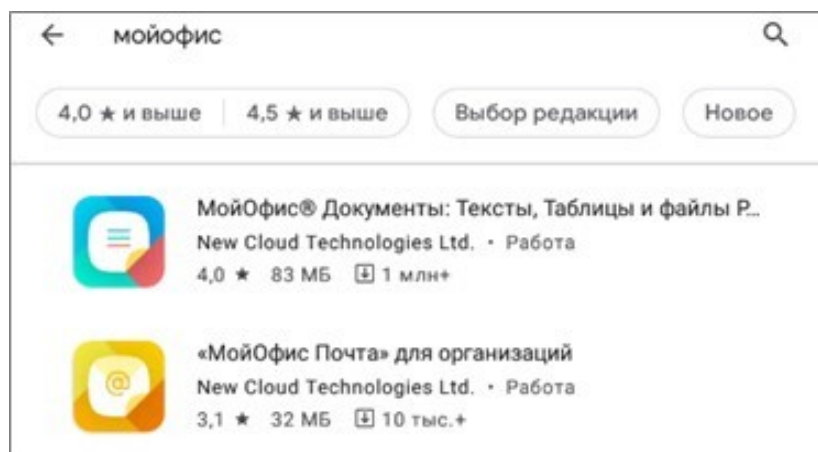 мойофис
4,0 ★ и выше 4,5 ★ и выше Выбор редакции Новое
МойОфис® Документы: Тексты, Таблицы и файлы P...
New Cloud Technologies Ltd. • Работа
4,0 ★ 83 МБ 1 млн+
«МойОфис Почта» для организаций
New Cloud Technologies Ltd. • Работа
3,1 ★ 32 МБ 10 тыс.+